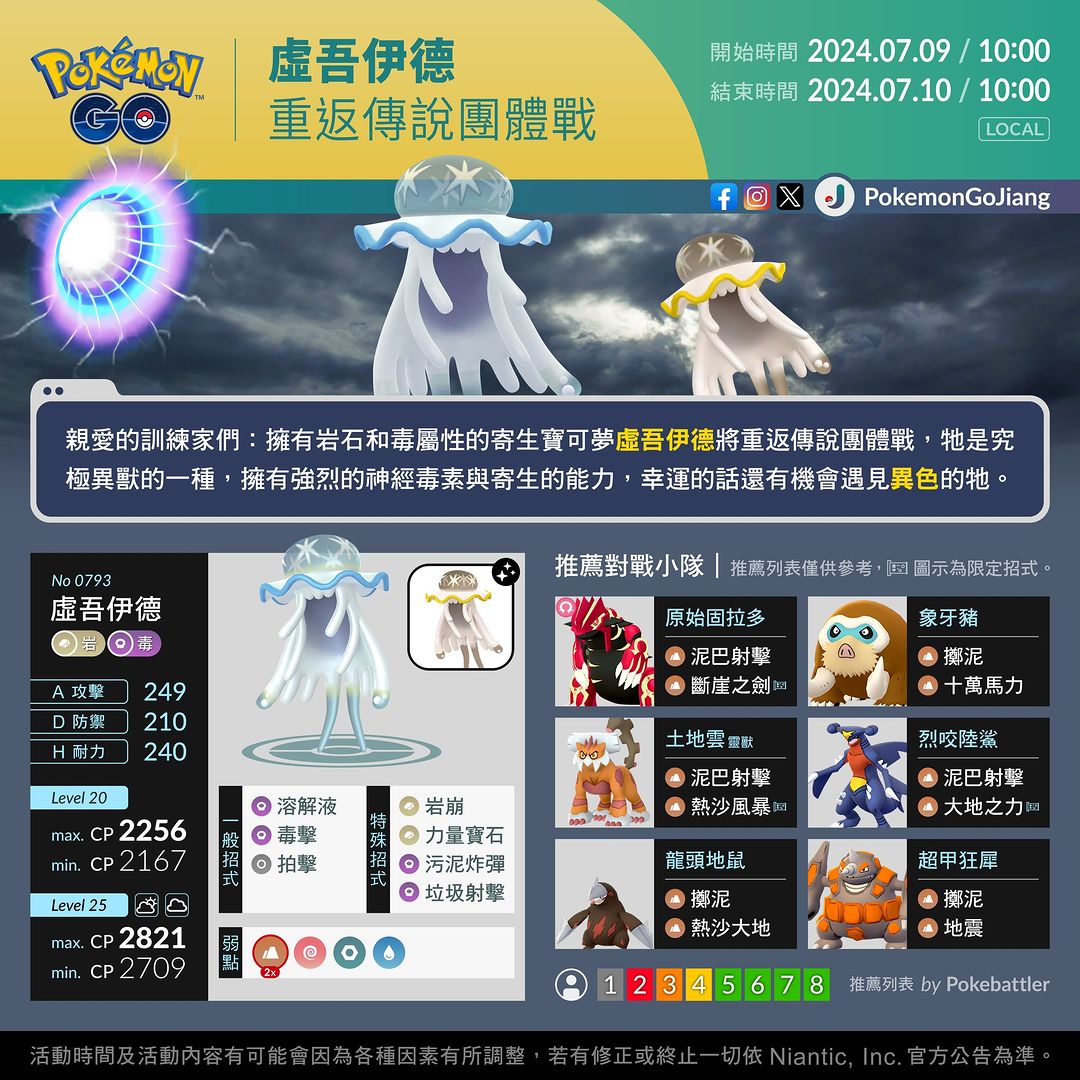 POKÉMON GO
TM
虛吾伊德
重返傳說團體戰
開始時間 2024.07.09 / 10:00
結束時間 2024.07.10 / 10:00
LOCAL
PokemonGoJiang
親愛的訓練家們：擁有岩石和毒屬性的寄生寶可夢虛吾伊德將重返傳說團體戰，牠是究
極異獸的一種，擁有強烈的神經毒素與寄生的能力，幸運的話還有機會遇見異色的牠。
No 0793
虛吾伊德
岩 毒
A 攻擊 249
D 防禦 210
H 耐力 240
Level 20
max. CP 2256
min. CP 2167
Level 25
max. CP 2821
min. CP 2709
一般招式
溶解液
毒擊
拍擊
特殊招式
岩崩
力量寶石
污泥炸彈
垃圾射擊
弱點
2x
推薦對戰小隊 | 推薦列表僅供參考，圖示為限定招式。
原始固拉多
泥巴射擊
斷崖之劍
象牙豬
擲泥
十萬馬力
土地雲 靈獸
泥巴射擊
熱沙風暴
烈咬陸鯊
泥巴射擊
大地之力
龍頭地鼠
擲泥
熱沙大地
超甲狂犀
擲泥
地震
1 2 3 4 5 6 7 8
推薦列表 by Pokebattler
活動時間及活動內容有可能會因為各種因素有所調整，若有修正或終止一切依 Niantic, Inc. 官方公告為準。